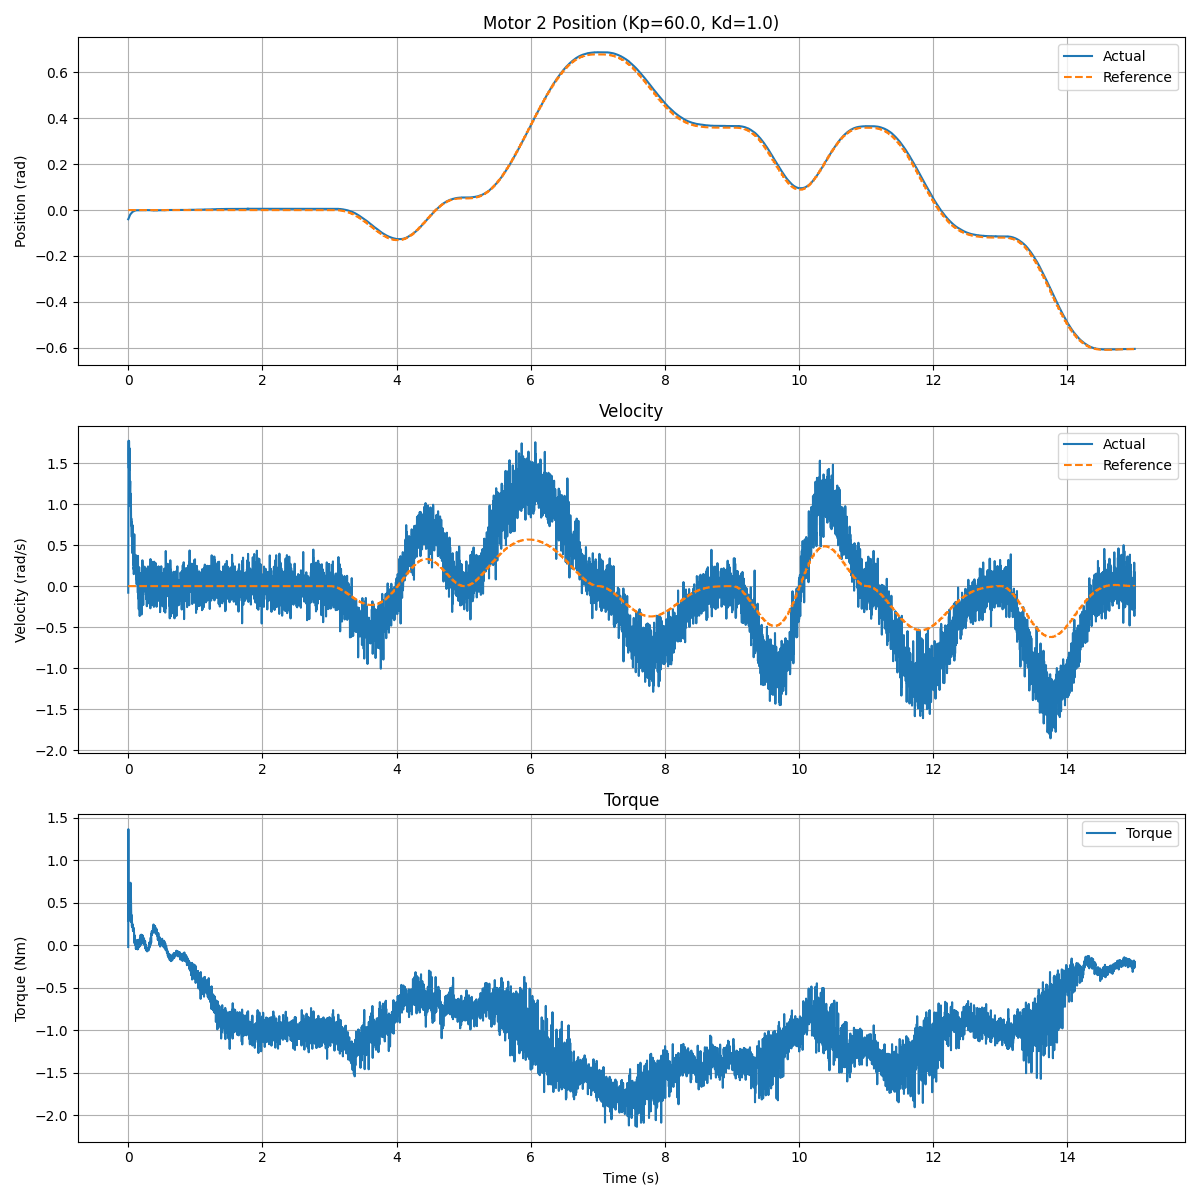 Motor 2 Position (Kp=60.0, Kd=1.0)
Actual
Reference
Position (rad)
0.6
0.4
0.2
0.0
−0.2
−0.4
−0.6
0 2 4 6 8 10 12 14
Velocity
Actual
Reference
Velocity (rad/s)
1.5
1.0
0.5
0.0
−0.5
−1.0
−1.5
−2.0
0 2 4 6 8 10 12 14
Torque
Torque
Torque (Nm)
1.5
1.0
0.5
0.0
−0.5
−1.0
−1.5
−2.0
0 2 4 6 8 10 12 14
Time (s)